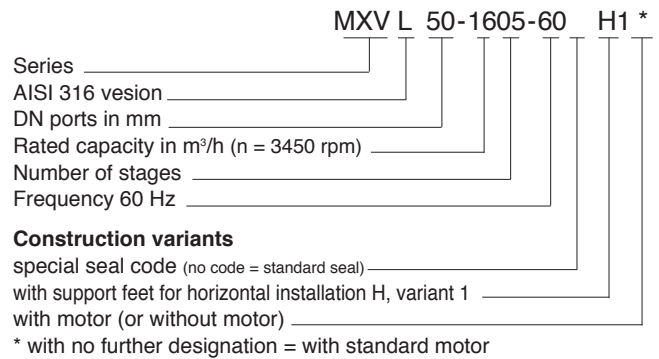 MXV L 50-1605-60 H1 *
Series
AISI 316 vesion
DN ports in mm
Rated capacity in m³/h (n = 3450 rpm)
Number of stages
Frequency 60 Hz
Construction variants
special seal code (no code = standard seal)
with support feet for horizontal installation H, variant 1
with motor (or without motor)
* with no further designation = with standard motor